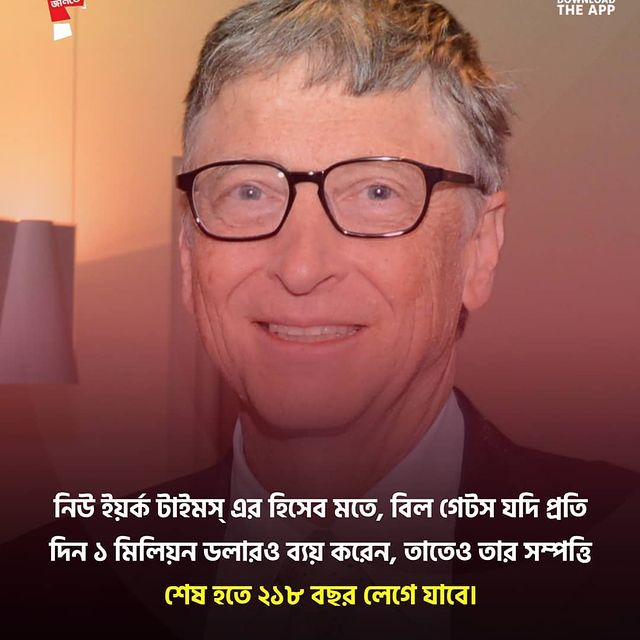 জানতে
DOWNLOAD
THE APP
নিউ ইয়র্ক টাইমস্ এর হিসেব মতে, বিল গেটস যদি প্রতি
দিন ১ মিলিয়ন ডলারও ব্যয় করেন, তাতেও তার সম্পত্তি
শেষ হতে ২১৮ বছর লেগে যাবে।